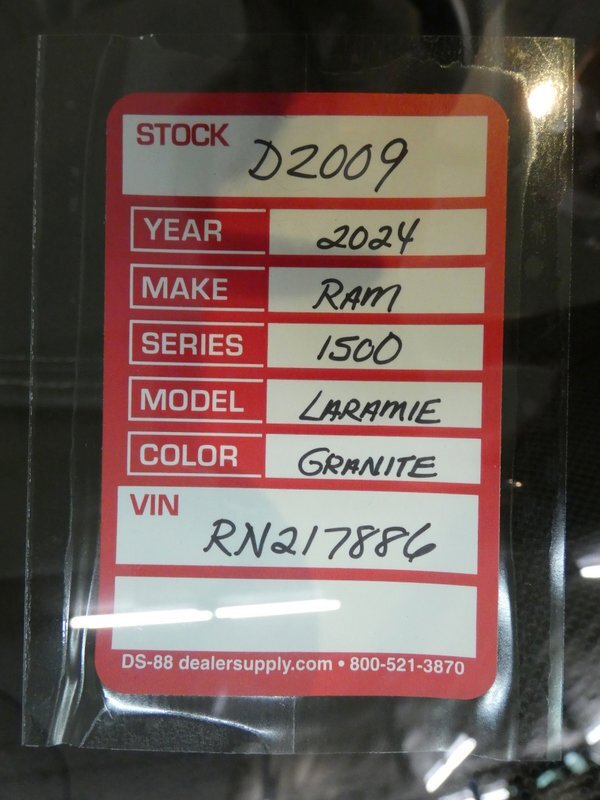 STOCK D2009
YEAR 2024
MAKE RAM
SERIES 1500
MODEL LARAMIE
COLOR GRANITE
VIN
RN217886
DS-88 dealersupply.com • 800-521-3870